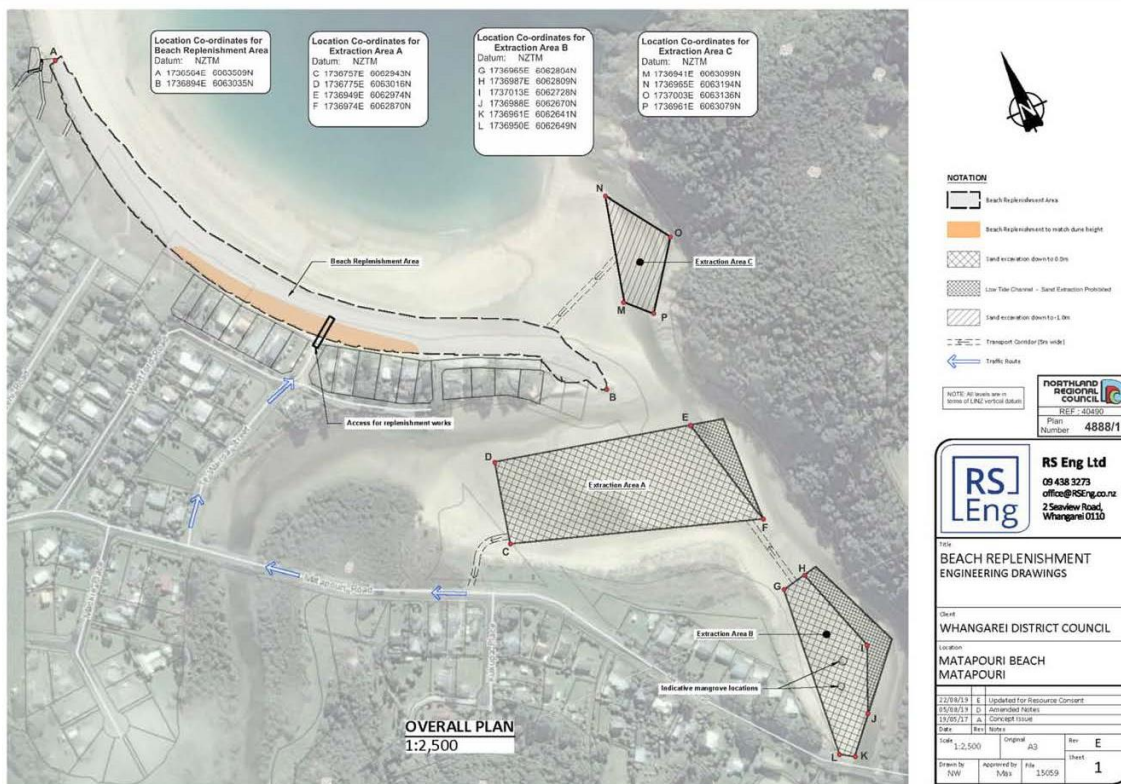 A
Location Co-ordinates for
Beach Replenishment Area
Datum: NZTM
A 1736504E 6063509N
B 1736894E 6063035N
Location Co-ordinates for
Extraction Area A
Datum: NZTM
C 1736757E 6062943N
D 1736775E 6063016N
E 1736949E 6062974N
F 1736974E 6062870N
Location Co-ordinates for
Extraction Area B
Datum: NZTM
G 1736965E 6062804N
H 1736987E 6062809N
I 1737013E 6062728N
J 1736988E 6062670N
K 1736961E 6062641N
L 1736950E 6062649N
Location Co-ordinates for
Extraction Area C
Datum: NZTM
M 1736941E 6063099N
N 1736965E 6063194N
O 1737003E 6063136N
P 1736961E 6063079N
N
O
Extraction Area C
M
P
Beach Replenishment Area
B
Access for replenishment works
E
D
Extraction Area A
F
C
H
G
Extraction Area B
Indicative mangrove locations
J
L
K
Road
OVERALL PLAN
1:2,500
NOTATION
Beach Replenishment Area
Beach Replenishment to match dune height
Sand excavation down to 0.0m
Low Tide Channel - Sand Extraction Prohibited
Sand excavation down to -1.0m
Transport Corridor (5m wide)
Traffic Route
NOTE: All levels are in
terms of LINZ vertical datum
NORTHLAND
REGIONAL
COUNCIL
REF : 40490
Plan
Number 4888/1
RS
Eng
RS Eng Ltd
09 438 3273
office@RSEng.co.nz
2 Seaview Road,
Whangarei 0110
Title
BEACH REPLENISHMENT
ENGINEERING DRAWINGS
Client
WHANGAREI DISTRICT COUNCIL
Location
MATAPOURI BEACH
MATAPOURI
22/08/19 E Updated for Resource Consent
05/08/19 D Amended Notes
19/05/17 A Concept Issue
Date Rev Notes
Scale 1:2,500 Original A3 Rev E
Drawn by NW Approved by Max File 15059 Sheet 1